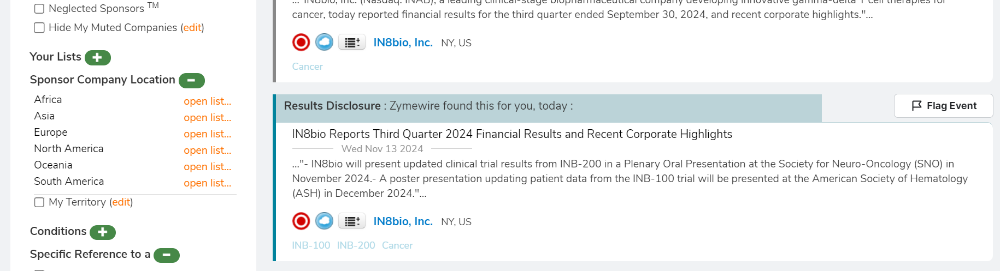 Neglected Sponsors TM
Hide My Muted Companies (edit)
Your Lists +
Sponsor Company Location −
Africa open list...
Asia open list...
Europe open list...
North America open list...
Oceania open list...
South America open list...
My Territory (edit)
Conditions +
Specific Reference to a −
..."IN8bio, Inc. (Nasdaq: INAB), a leading clinical-stage biopharmaceutical company developing innovative gamma-delta T cell therapies for
cancer, today reported financial results for the third quarter ended September 30, 2024, and recent corporate highlights."...
IN8bio, Inc. NY, US
Cancer
Results Disclosure : Zymewire found this for you, today :
Flag Event
IN8bio Reports Third Quarter 2024 Financial Results and Recent Corporate Highlights
Wed Nov 13 2024
..."- IN8bio will present updated clinical trial results from INB-200 in a Plenary Oral Presentation at the Society for Neuro-Oncology (SNO) in
November 2024.- A poster presentation updating patient data from the INB-100 trial will be presented at the American Society of Hematology
(ASH) in December 2024."...
IN8bio, Inc. NY, US
INB-100 INB-200 Cancer